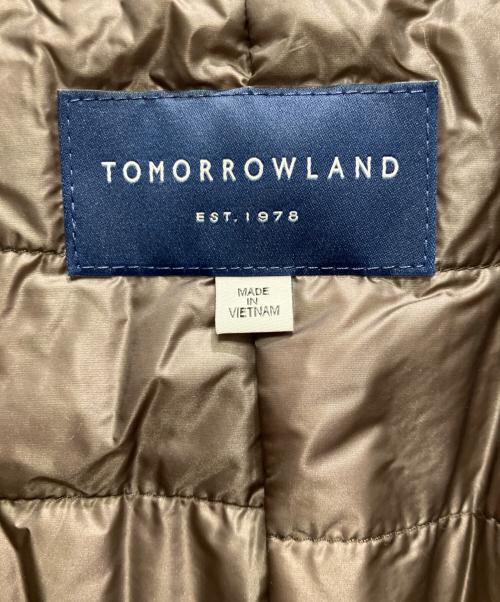 TOMORROWLAND
EST. 1978
MADE
IN
VIETNAM